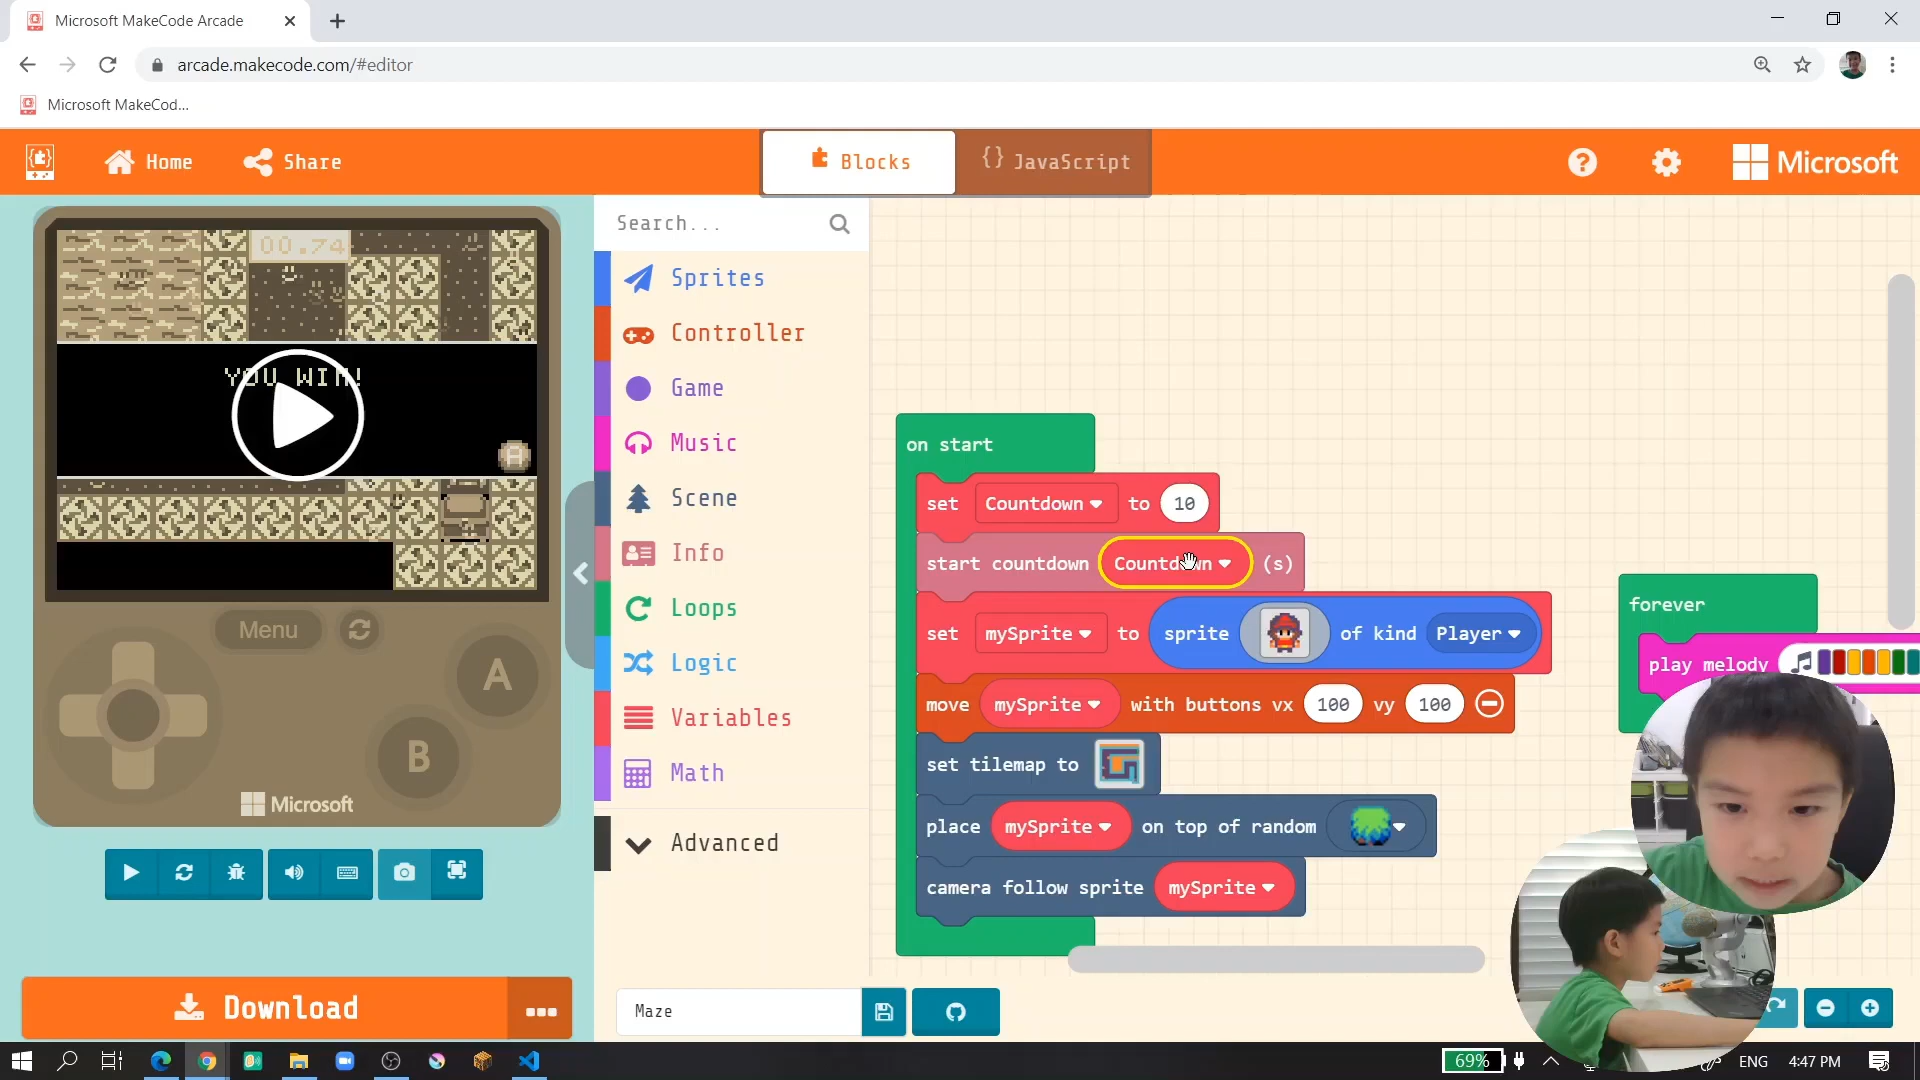 Microsoft MakeCode Arcade
arcade.makecode.com/#editor
Microsoft MakeCod...
Home
Share
Blocks
{} JavaScript
Microsoft
00.74
YOU WIN!
A
Menu
A
B
Microsoft
Download
Search...
Sprites
Controller
Game
Music
Scene
Info
Loops
Logic
Variables
Math
Advanced
on start
set Countdown to 10
start countdown Countdown (s)
set mySprite to sprite of kind Player
move mySprite with buttons vx 100 vy 100
set tilemap to
place mySprite on top of random
camera follow sprite mySprite
forever
play melody
Maze
69%
ENG
4:47 PM